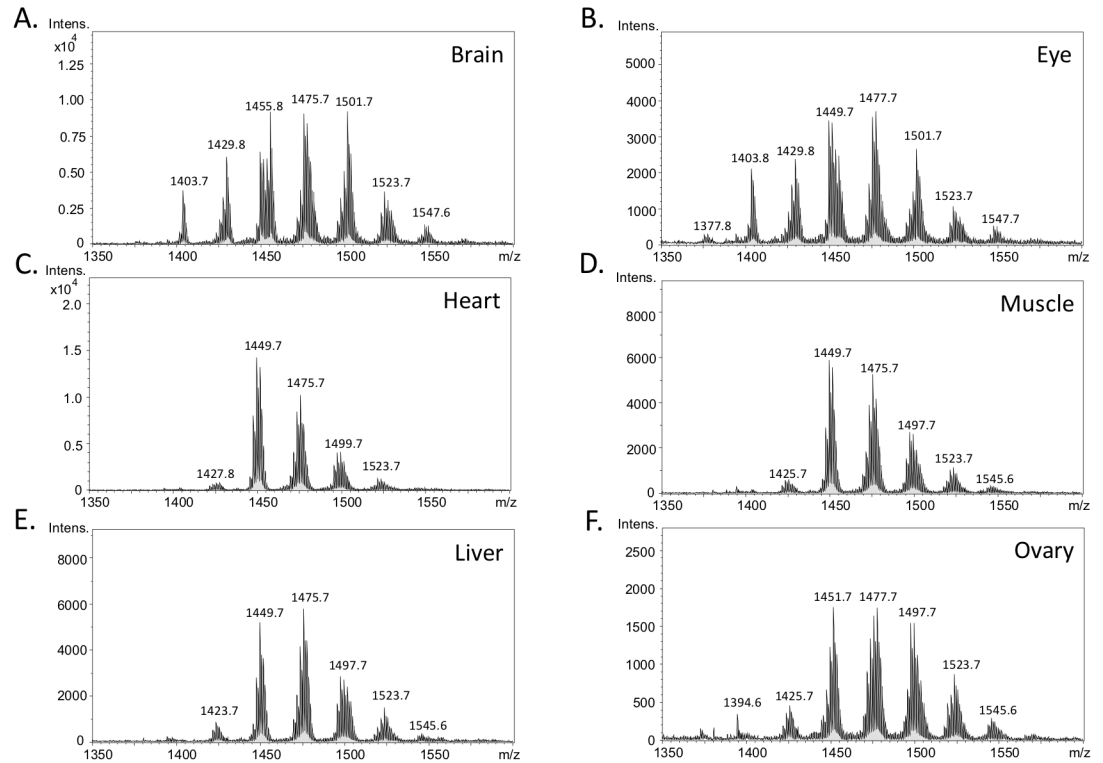 A.
Intens.
x10⁴
Brain
1.25
1.00
0.75
0.50
0.25
0
1403.7
1429.8
1455.8
1475.7
1501.7
1523.7
1547.6
1350 1400 1450 1500 1550 m/z
B.
Intens.
Eye
5000
4000
3000
2000
1000
0
1377.8
1403.8
1429.8
1449.7
1477.7
1501.7
1523.7
1547.7
1350 1400 1450 1500 1550 m/z
C.
Intens.
x10⁴
Heart
2.0
1.5
1.0
0.5
0
1427.8
1449.7
1475.7
1499.7
1523.7
1350 1400 1450 1500 1550 m/z
D.
Intens.
Muscle
8000
6000
4000
2000
0
1425.7
1449.7
1475.7
1497.7
1523.7
1545.6
1350 1400 1450 1500 1550 m/z
E.
Intens.
Liver
8000
6000
4000
2000
0
1423.7
1449.7
1475.7
1497.7
1523.7
1545.6
1350 1400 1450 1500 1550 m/z
F.
Intens.
Ovary
2500
2000
1500
1000
500
0
1394.6
1425.7
1451.7
1477.7
1497.7
1523.7
1545.6
1350 1400 1450 1500 1550 m/z